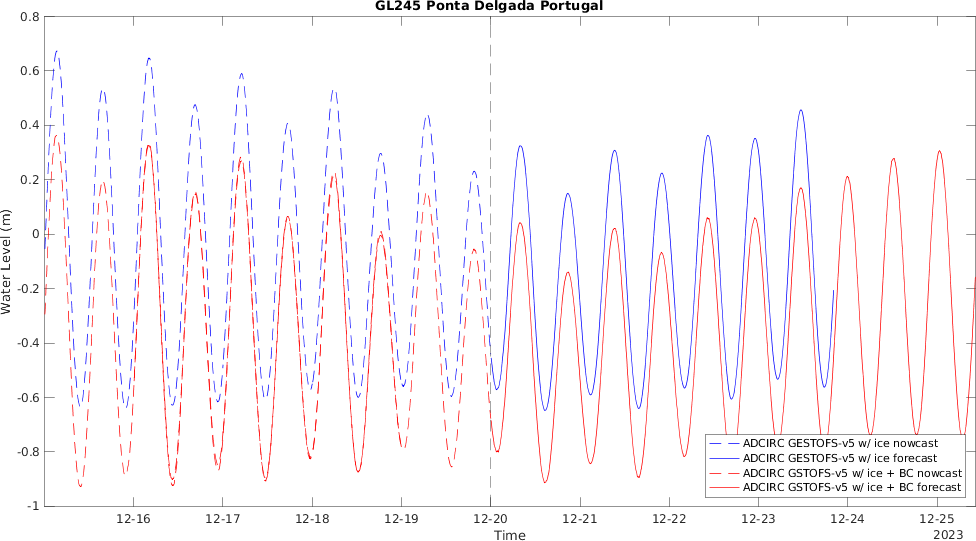 GL245 Ponta Delgada Portugal
0.8
0.6
0.4
0.2
0
-0.2
-0.4
-0.6
-0.8
-1
Water Level (m)
ADCIRC GESTOFS-v5 w/ ice nowcast
ADCIRC GESTOFS-v5 w/ ice forecast
ADCIRC GSTOFS-v5 w/ ice + BC nowcast
ADCIRC GSTOFS-v5 w/ ice + BC forecast
12-16 12-17 12-18 12-19 12-20 12-21 12-22 12-23 12-24 12-25
Time 2023